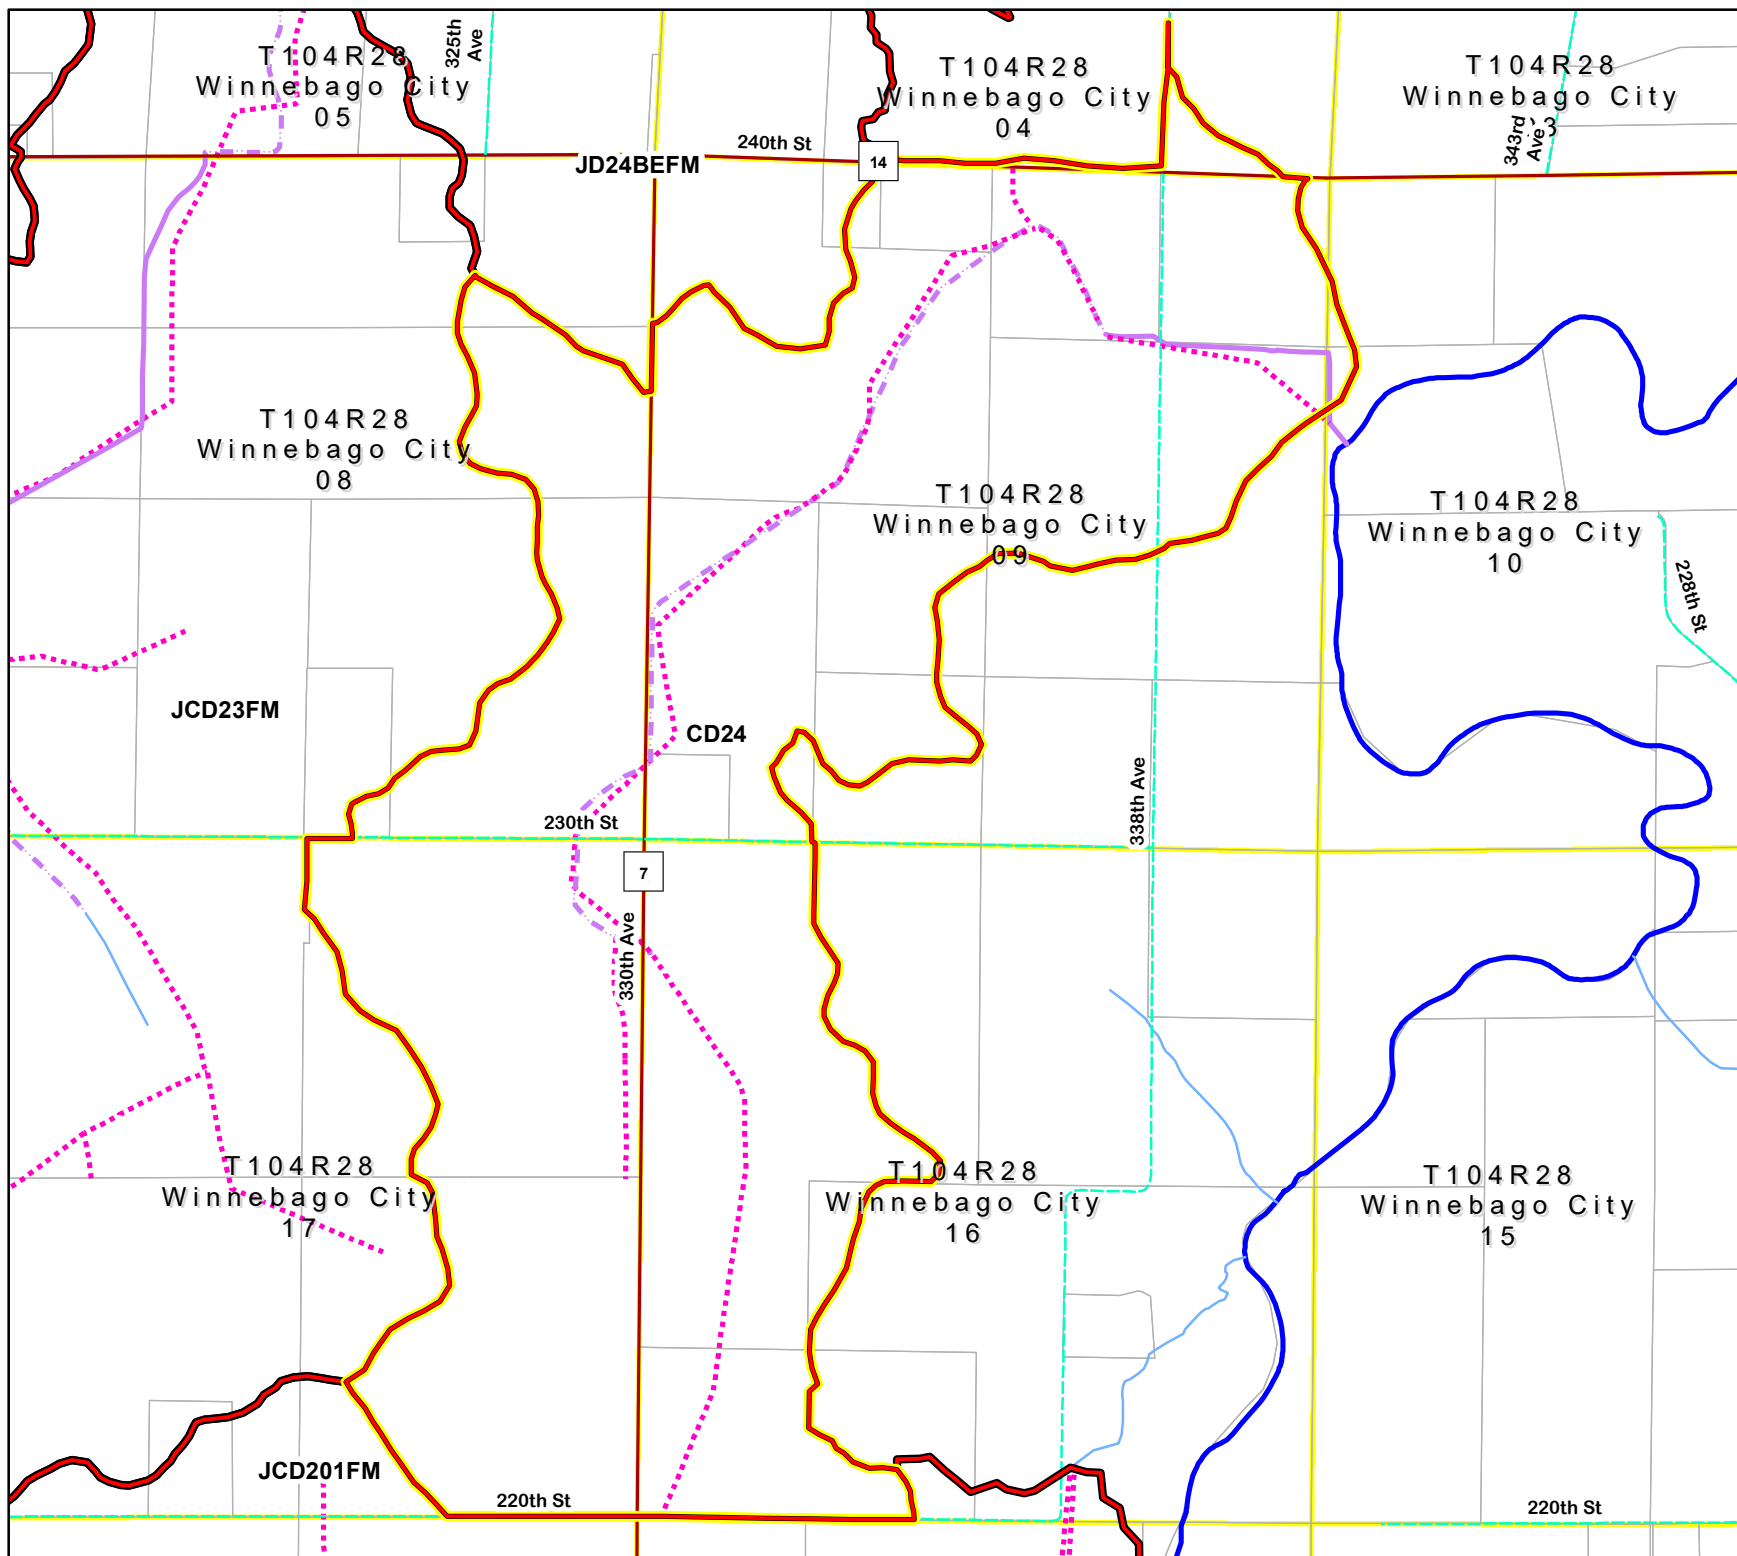 T104R28
Winnebago City
05
325th
Ave
T104R28
Winnebago City
04
T104R28
Winnebago City
343rd
Ave
240th St
14
JD24BEFM
T104R28
Winnebago City
08
T104R28
Winnebago City
09
T104R28
Winnebago City
10
228th St
JCD23FM
CD24
338th Ave
230th St
7
330th Ave
T104R28
Winnebago City
17
T104R28
Winnebago City
16
T104R28
Winnebago City
15
JCD201FM
220th St
220th St